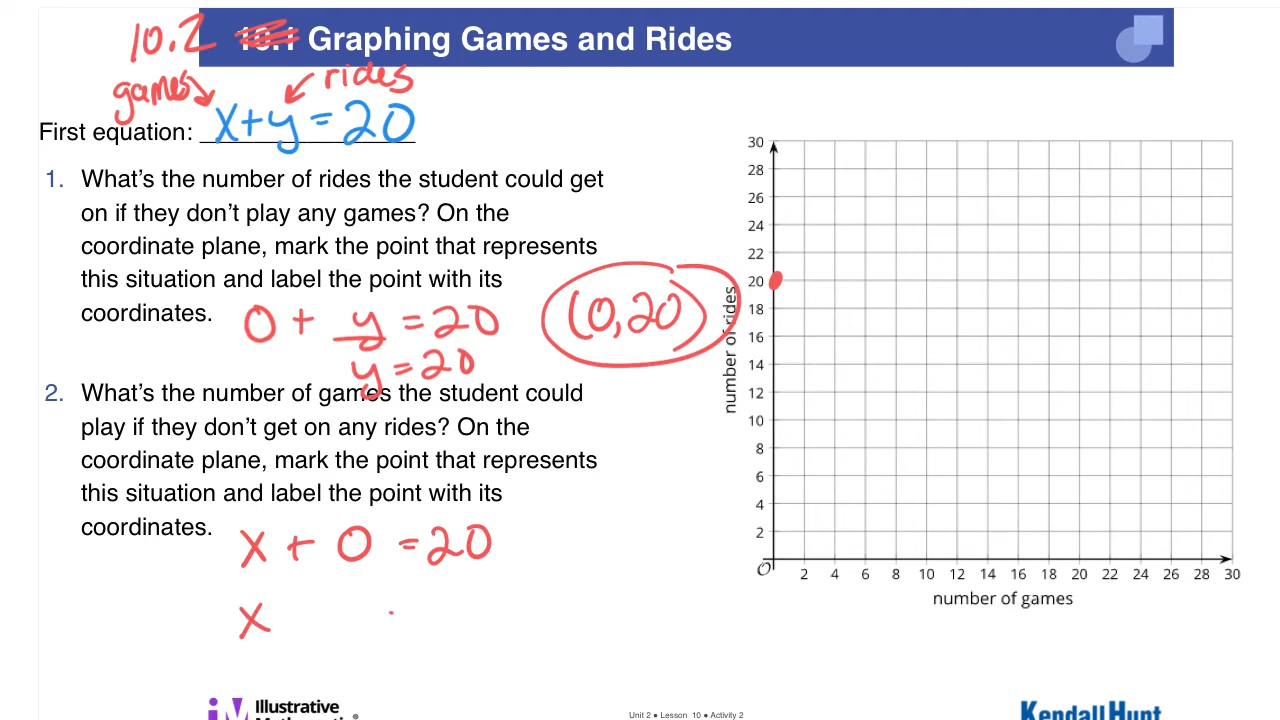 10.2 10.1 Graphing Games and Rides
games rides
First equation: x+y=20
1. What's the number of rides the student could get
on if they don't play any games? On the
coordinate plane, mark the point that represents
this situation and label the point with its
coordinates.
0 + y = 20
y = 20
(0,20)
2. What's the number of games the student could
play if they don't get on any rides? On the
coordinate plane, mark the point that represents
this situation and label the point with its
coordinates.
x + 0 = 20
x
30
28
26
24
22
20
18
16
14
12
10
8
6
4
2
number of rides
O 2 4 6 8 10 12 14 16 18 20 22 24 26 28 30
number of games
Illustrative
Mathematics®
Unit 2 ● Lesson 10 ● Activity 2
Kendall Hunt